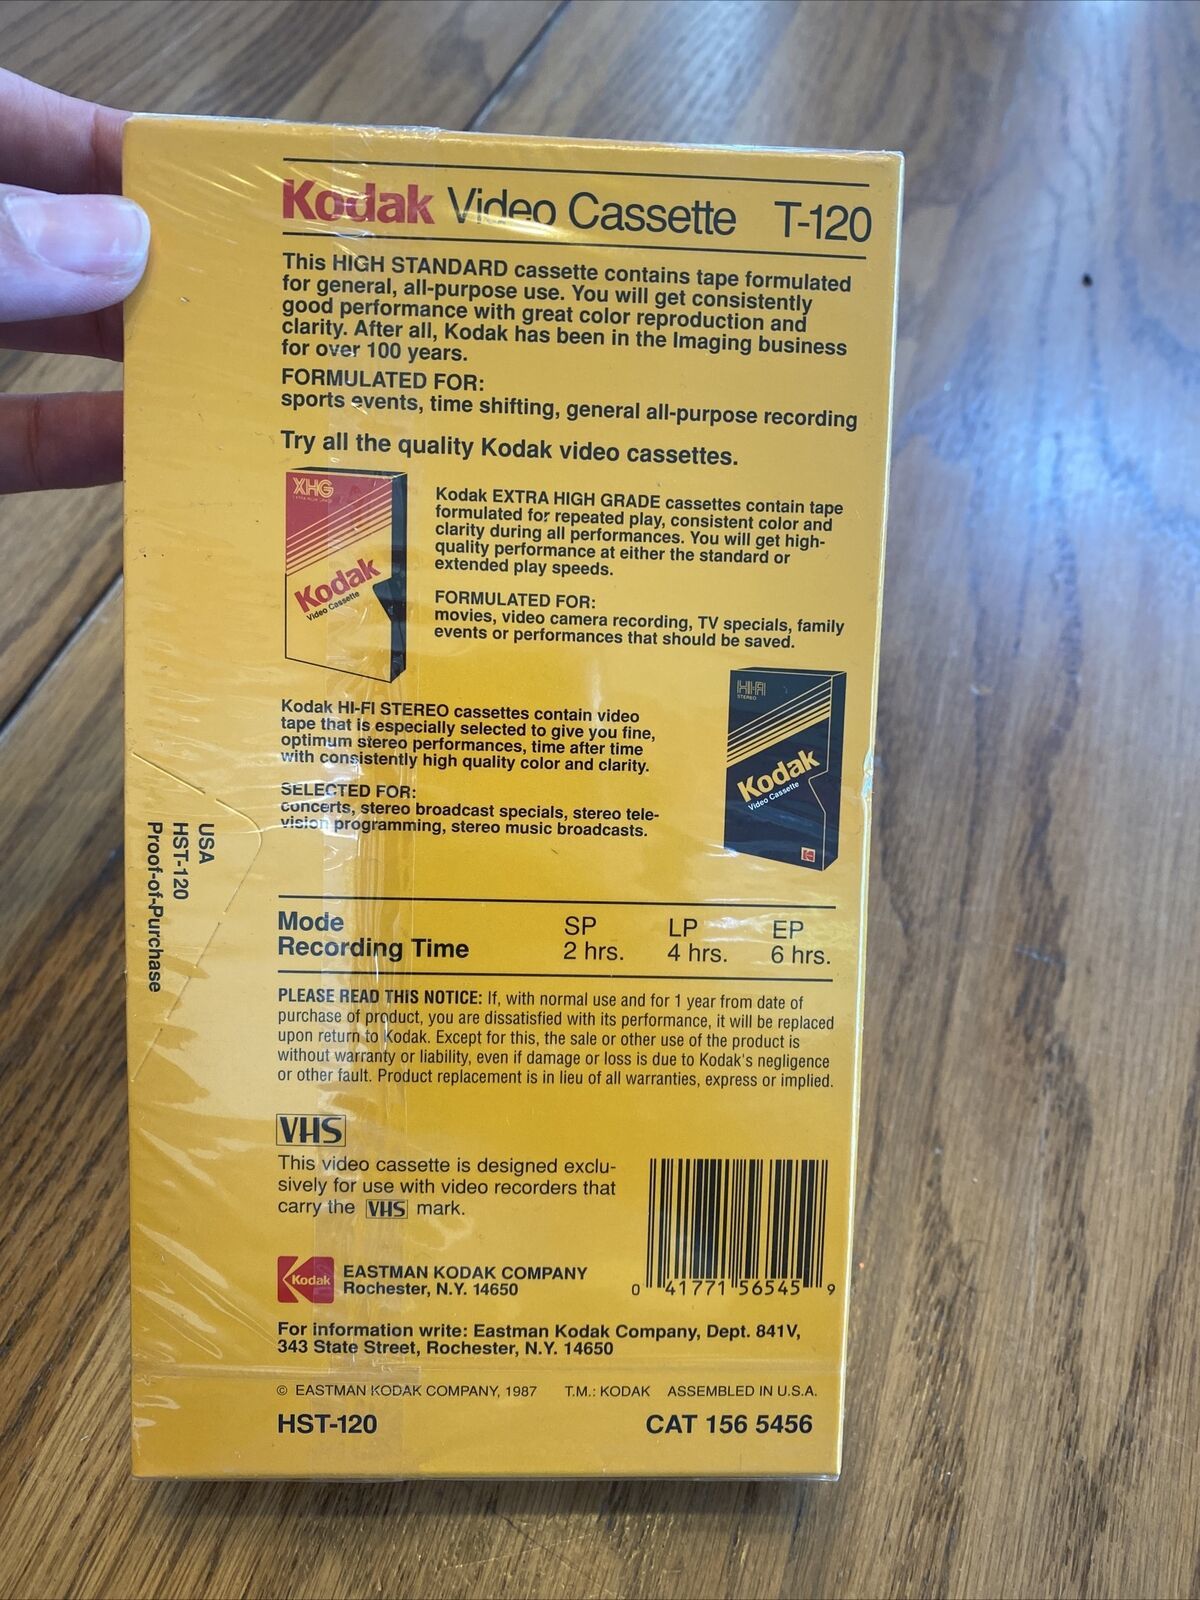 Kodak Video Cassette T-120
This HIGH STANDARD cassette contains tape formulated
for general, all-purpose use. You will get consistently
good performance with great color reproduction and
clarity. After all, Kodak has been in the Imaging business
for over 100 years.
FORMULATED FOR:
sports events, time shifting, general all-purpose recording
Try all the quality Kodak video cassettes.
XHG
Kodak
Video Cassette
Kodak EXTRA HIGH GRADE cassettes contain tape
formulated for repeated play, consistent color and
clarity during all performances. You will get high-
quality performance at either the standard or
extended play speeds.
FORMULATED FOR:
movies, video camera recording, TV specials, family
events or performances that should be saved.
Kodak HI-FI STEREO cassettes contain video
tape that is especially selected to give you fine,
optimum stereo performances, time after time
with consistently high quality color and clarity.
SELECTED FOR:
concerts, stereo broadcast specials, stereo tele-
vision programming, stereo music broadcasts.
HI-FI
STEREO
Kodak
Video Cassette
USA
HST-120
Proof-of-Purchase
Mode SP LP EP
Recording Time 2 hrs. 4 hrs. 6 hrs.
PLEASE READ THIS NOTICE: If, with normal use and for 1 year from date of
purchase of product, you are dissatisfied with its performance, it will be replaced
upon return to Kodak. Except for this, the sale or other use of the product is
without warranty or liability, even if damage or loss is due to Kodak's negligence
or other fault. Product replacement is in lieu of all warranties, express or implied.
VHS
This video cassette is designed exclu-
sively for use with video recorders that
carry the VHS mark.
0 41771 56545 9
Kodak
EASTMAN KODAK COMPANY
Rochester, N.Y. 14650
For information write: Eastman Kodak Company, Dept. 841V,
343 State Street, Rochester, N.Y. 14650
© EASTMAN KODAK COMPANY, 1987 T.M.: KODAK ASSEMBLED IN U.S.A.
HST-120 CAT 156 5456